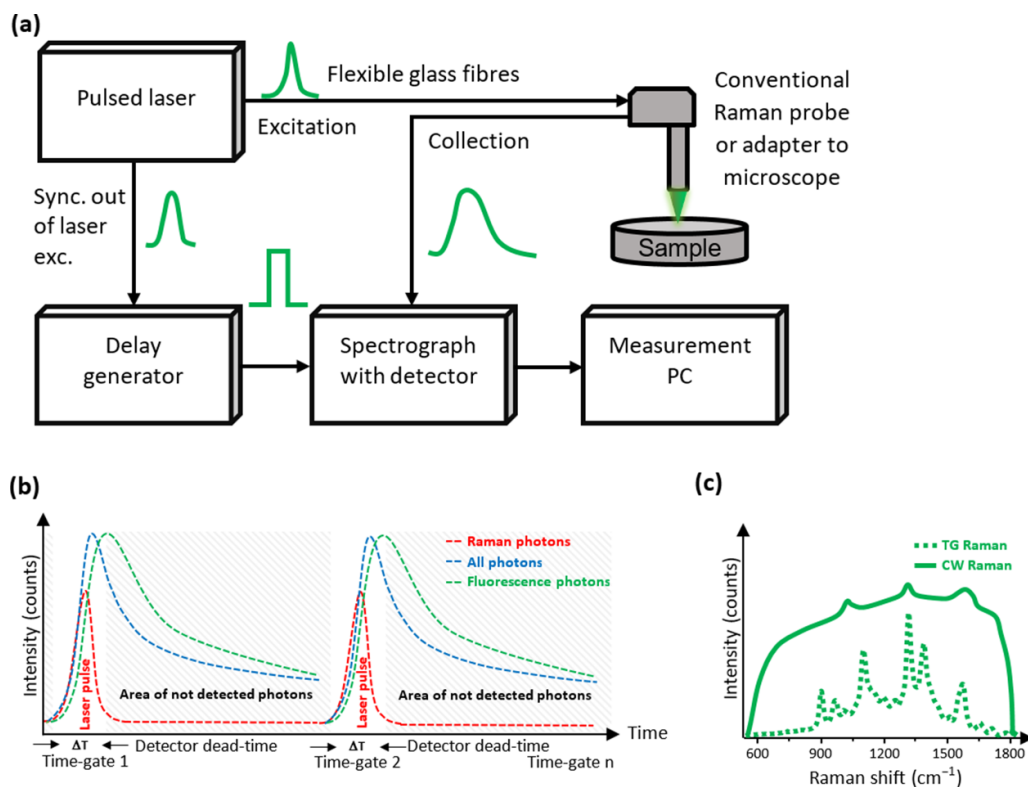 (a)
Pulsed laser
Flexible glass fibres
Excitation
Collection
Conventional
Raman probe
or adapter to
microscope
Sync. out
of laser
exc.
Sample
Delay
generator
Spectrograph
with detector
Measurement
PC
(b)
Intensity (counts)
Raman photons
All photons
Fluorescence photons
Laser pulse
Area of not detected photons
Laser pulse
Area of not detected photons
Time
ΔT
Detector dead-time
ΔT
Detector dead-time
Time-gate 1
Time-gate 2
Time-gate n
(c)
Intensity (counts)
TG Raman
CW Raman
600
900
1200
1500
1800
Raman shift (cm⁻¹)